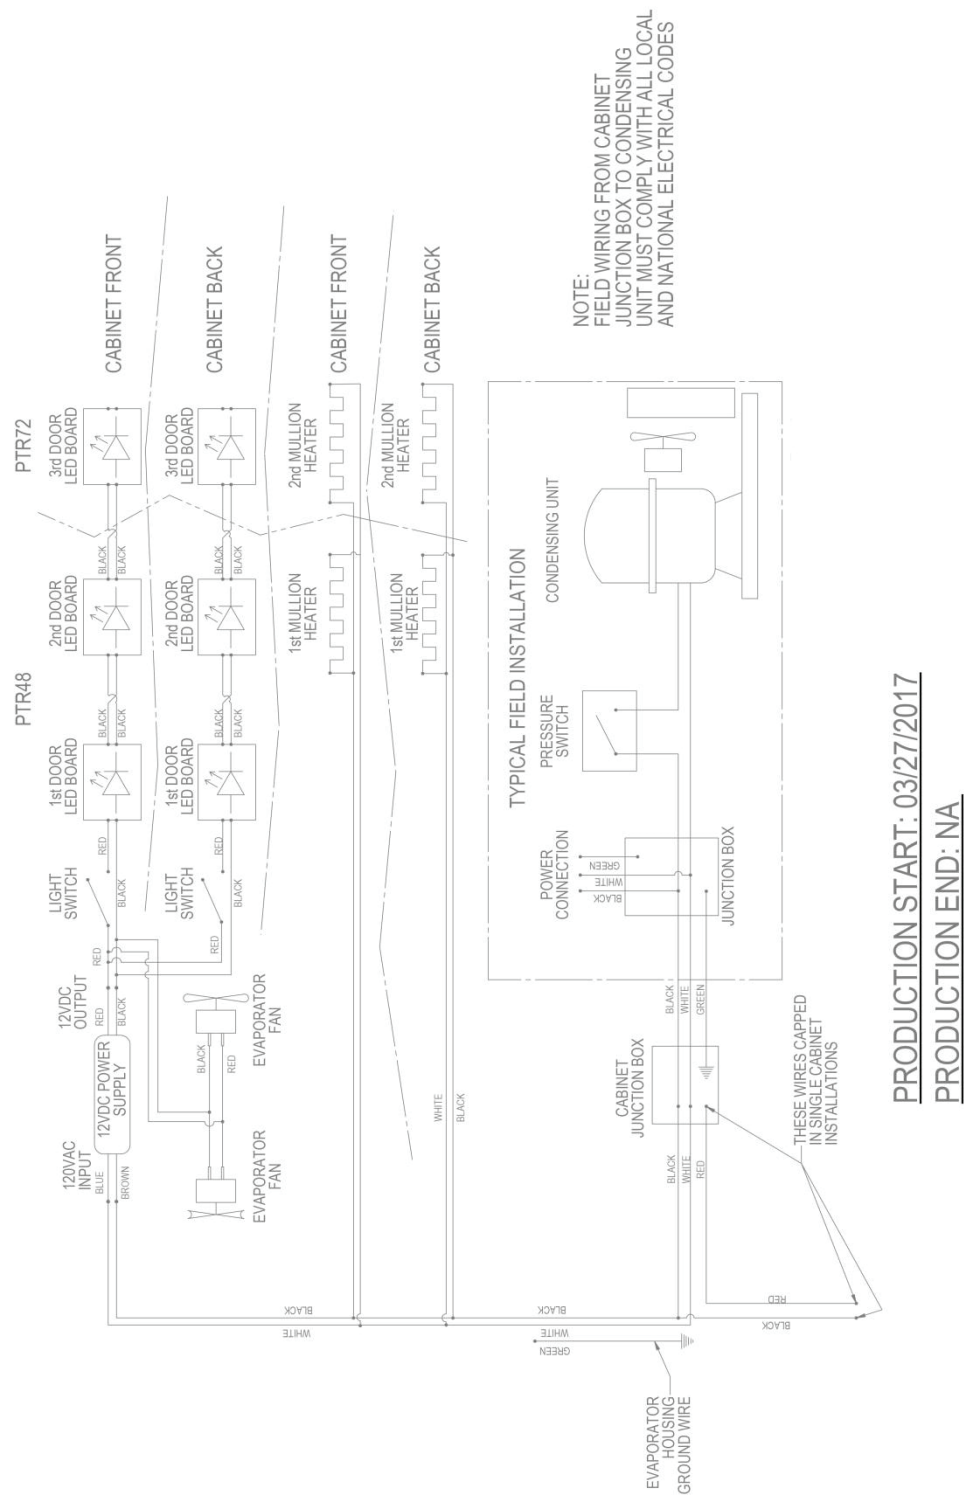 PTR48
PTR72
120VAC
INPUT
BLUE
BROWN
12VDC POWER
SUPPLY
12VDC
OUTPUT
RED
BLACK
RED
LIGHT
SWITCH
RED
BLACK
1st DOOR
LED BOARD
BLACK
BLACK
2nd DOOR
LED BOARD
BLACK
BLACK
3rd DOOR
LED BOARD
CABINET FRONT
RED
LIGHT
SWITCH
RED
BLACK
1st DOOR
LED BOARD
BLACK
BLACK
2nd DOOR
LED BOARD
BLACK
BLACK
3rd DOOR
LED BOARD
CABINET BACK
EVAPORATOR
FAN
BLACK
RED
EVAPORATOR
FAN
1st MULLION
HEATER
2nd MULLION
HEATER
CABINET FRONT
1st MULLION
HEATER
2nd MULLION
HEATER
CABINET BACK
BLACK
WHITE
WHITE
BLACK
BLACK
WHITE
GREEN
EVAPORATOR
HOUSING
GROUND WIRE
TYPICAL FIELD INSTALLATION
POWER
CONNECTION
BLACK
WHITE
GREEN
PRESSURE
SWITCH
CONDENSING UNIT
JUNCTION BOX
CABINET
JUNCTION BOX
BLACK
WHITE
RED
BLACK
WHITE
GREEN
RED
BLACK
THESE WIRES CAPPED
IN SINGLE CABINET
INSTALLATIONS
NOTE:
FIELD WIRING FROM CABINET
JUNCTION BOX TO CONDENSING
UNIT MUST COMPLY WITH ALL LOCAL
AND NATIONAL ELECTRICAL CODES
PRODUCTION START: 03/27/2017
PRODUCTION END: NA